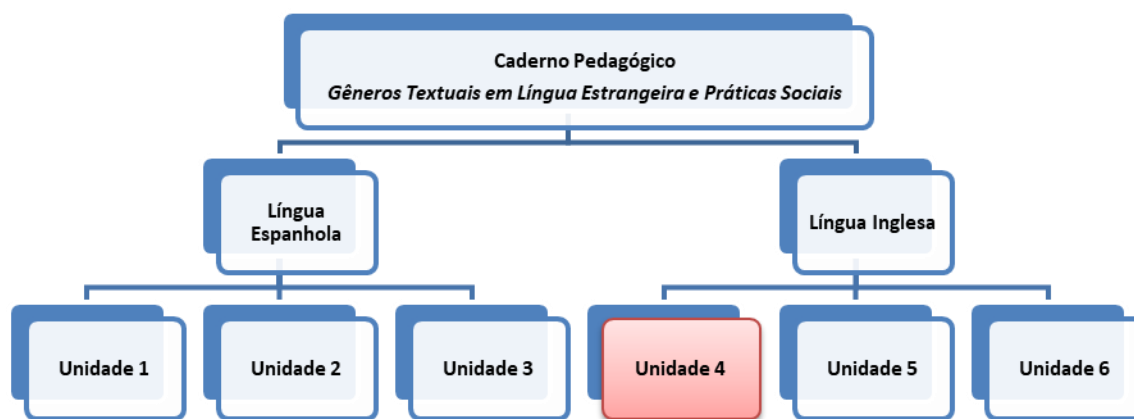 Caderno Pedagógico
Gêneros Textuais em Língua Estrangeira e Práticas Sociais
Língua
Espanhola
Língua Inglesa
Unidade 1
Unidade 2
Unidade 3
Unidade 4
Unidade 5
Unidade 6